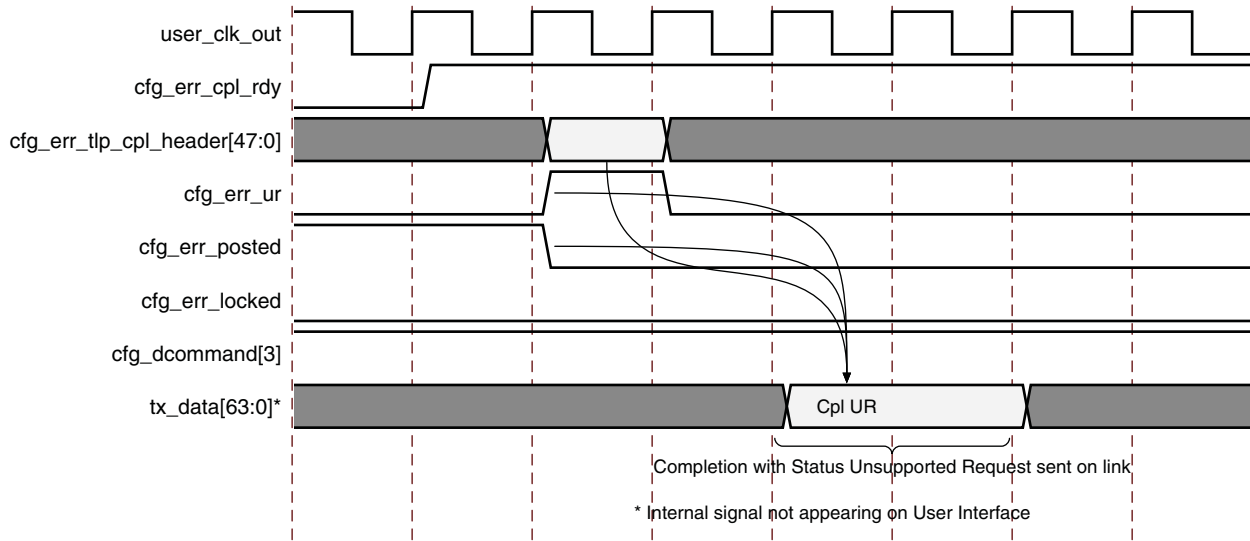 user_clk_out
cfg_err_cpl_rdy
cfg_err_tlp_cpl_header[47:0]
cfg_err_ur
cfg_err_posted
cfg_err_locked
cfg_dcommand[3]
tx_data[63:0]*
Cpl UR
Completion with Status Unsupported Request sent on link
* Internal signal not appearing on User Interface